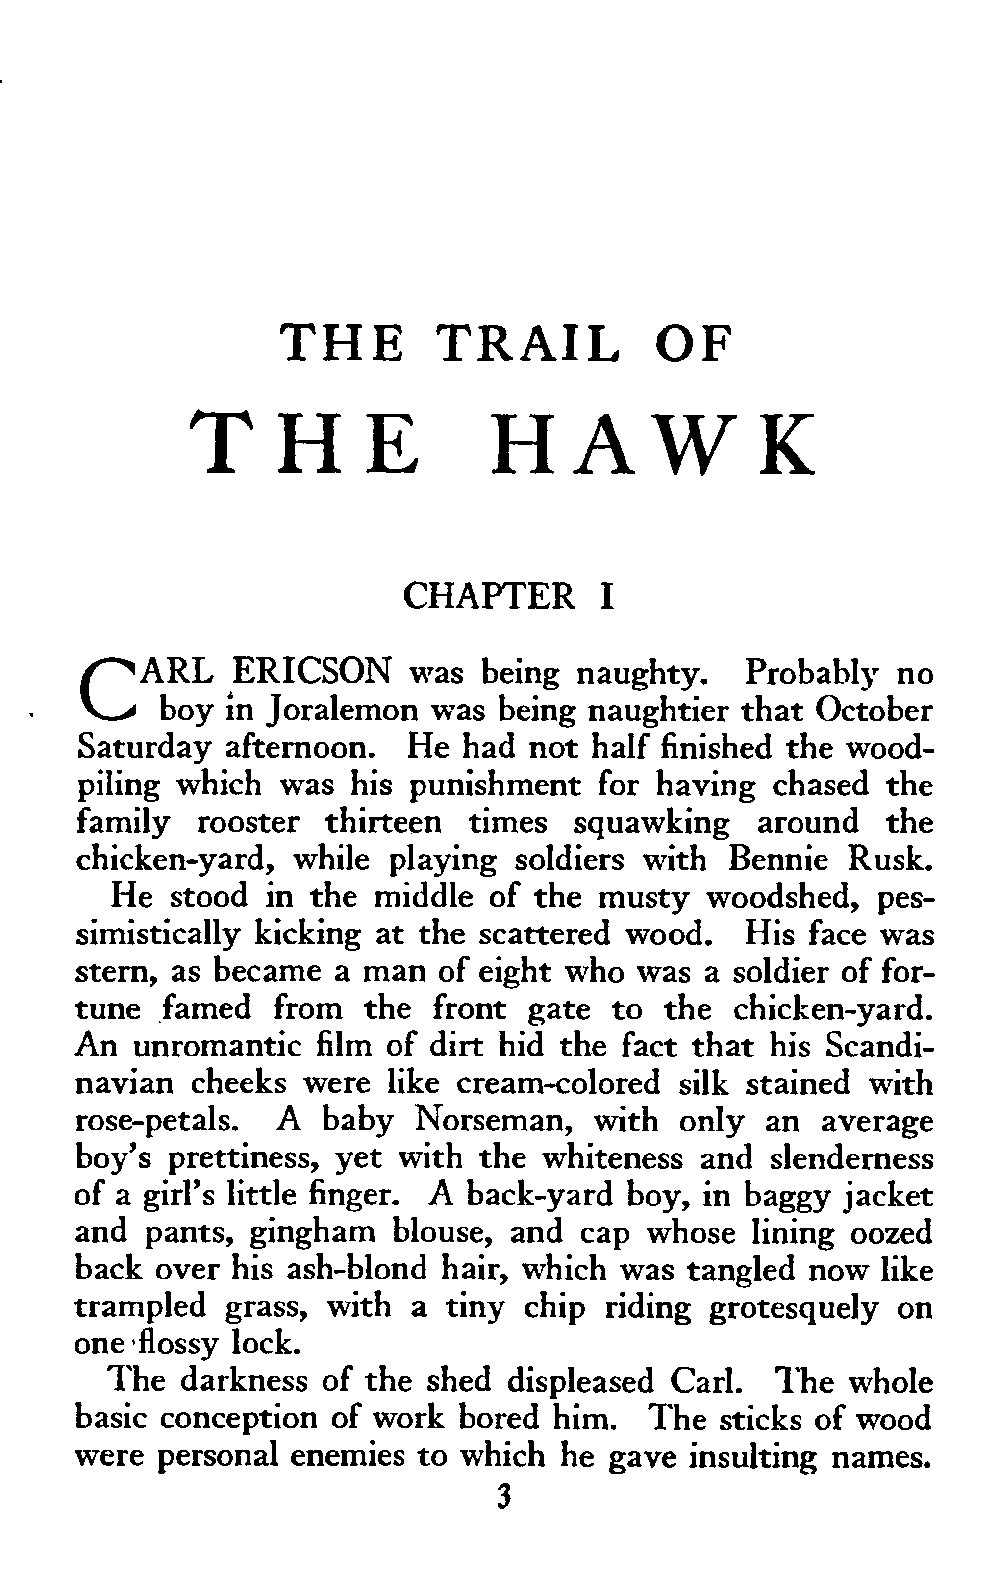 THE TRAIL OF
THE HAWK
CHAPTER I
CARL ERICSON was being naughty. Probably no
boy in Joralemon was being naughtier that October
Saturday afternoon. He had not half finished the wood-
piling which was his punishment for having chased the
family rooster thirteen times squawking around the
chicken-yard, while playing soldiers with Bennie Rusk.
He stood in the middle of the musty woodshed, pes-
simistically kicking at the scattered wood. His face was
stern, as became a man of eight who was a soldier of for-
tune famed from the front gate to the chicken-yard.
An unromantic film of dirt hid the fact that his Scandi-
navian cheeks were like cream-colored silk stained with
rose-petals. A baby Norseman, with only an average
boy's prettiness, yet with the whiteness and slenderness
of a girl's little finger. A back-yard boy, in baggy jacket
and pants, gingham blouse, and cap whose lining oozed
back over his ash-blond hair, which was tangled now like
trampled grass, with a tiny chip riding grotesquely on
one flossy lock.
The darkness of the shed displeased Carl. The whole
basic conception of work bored him. The sticks of wood
were personal enemies to which he gave insulting names.
3